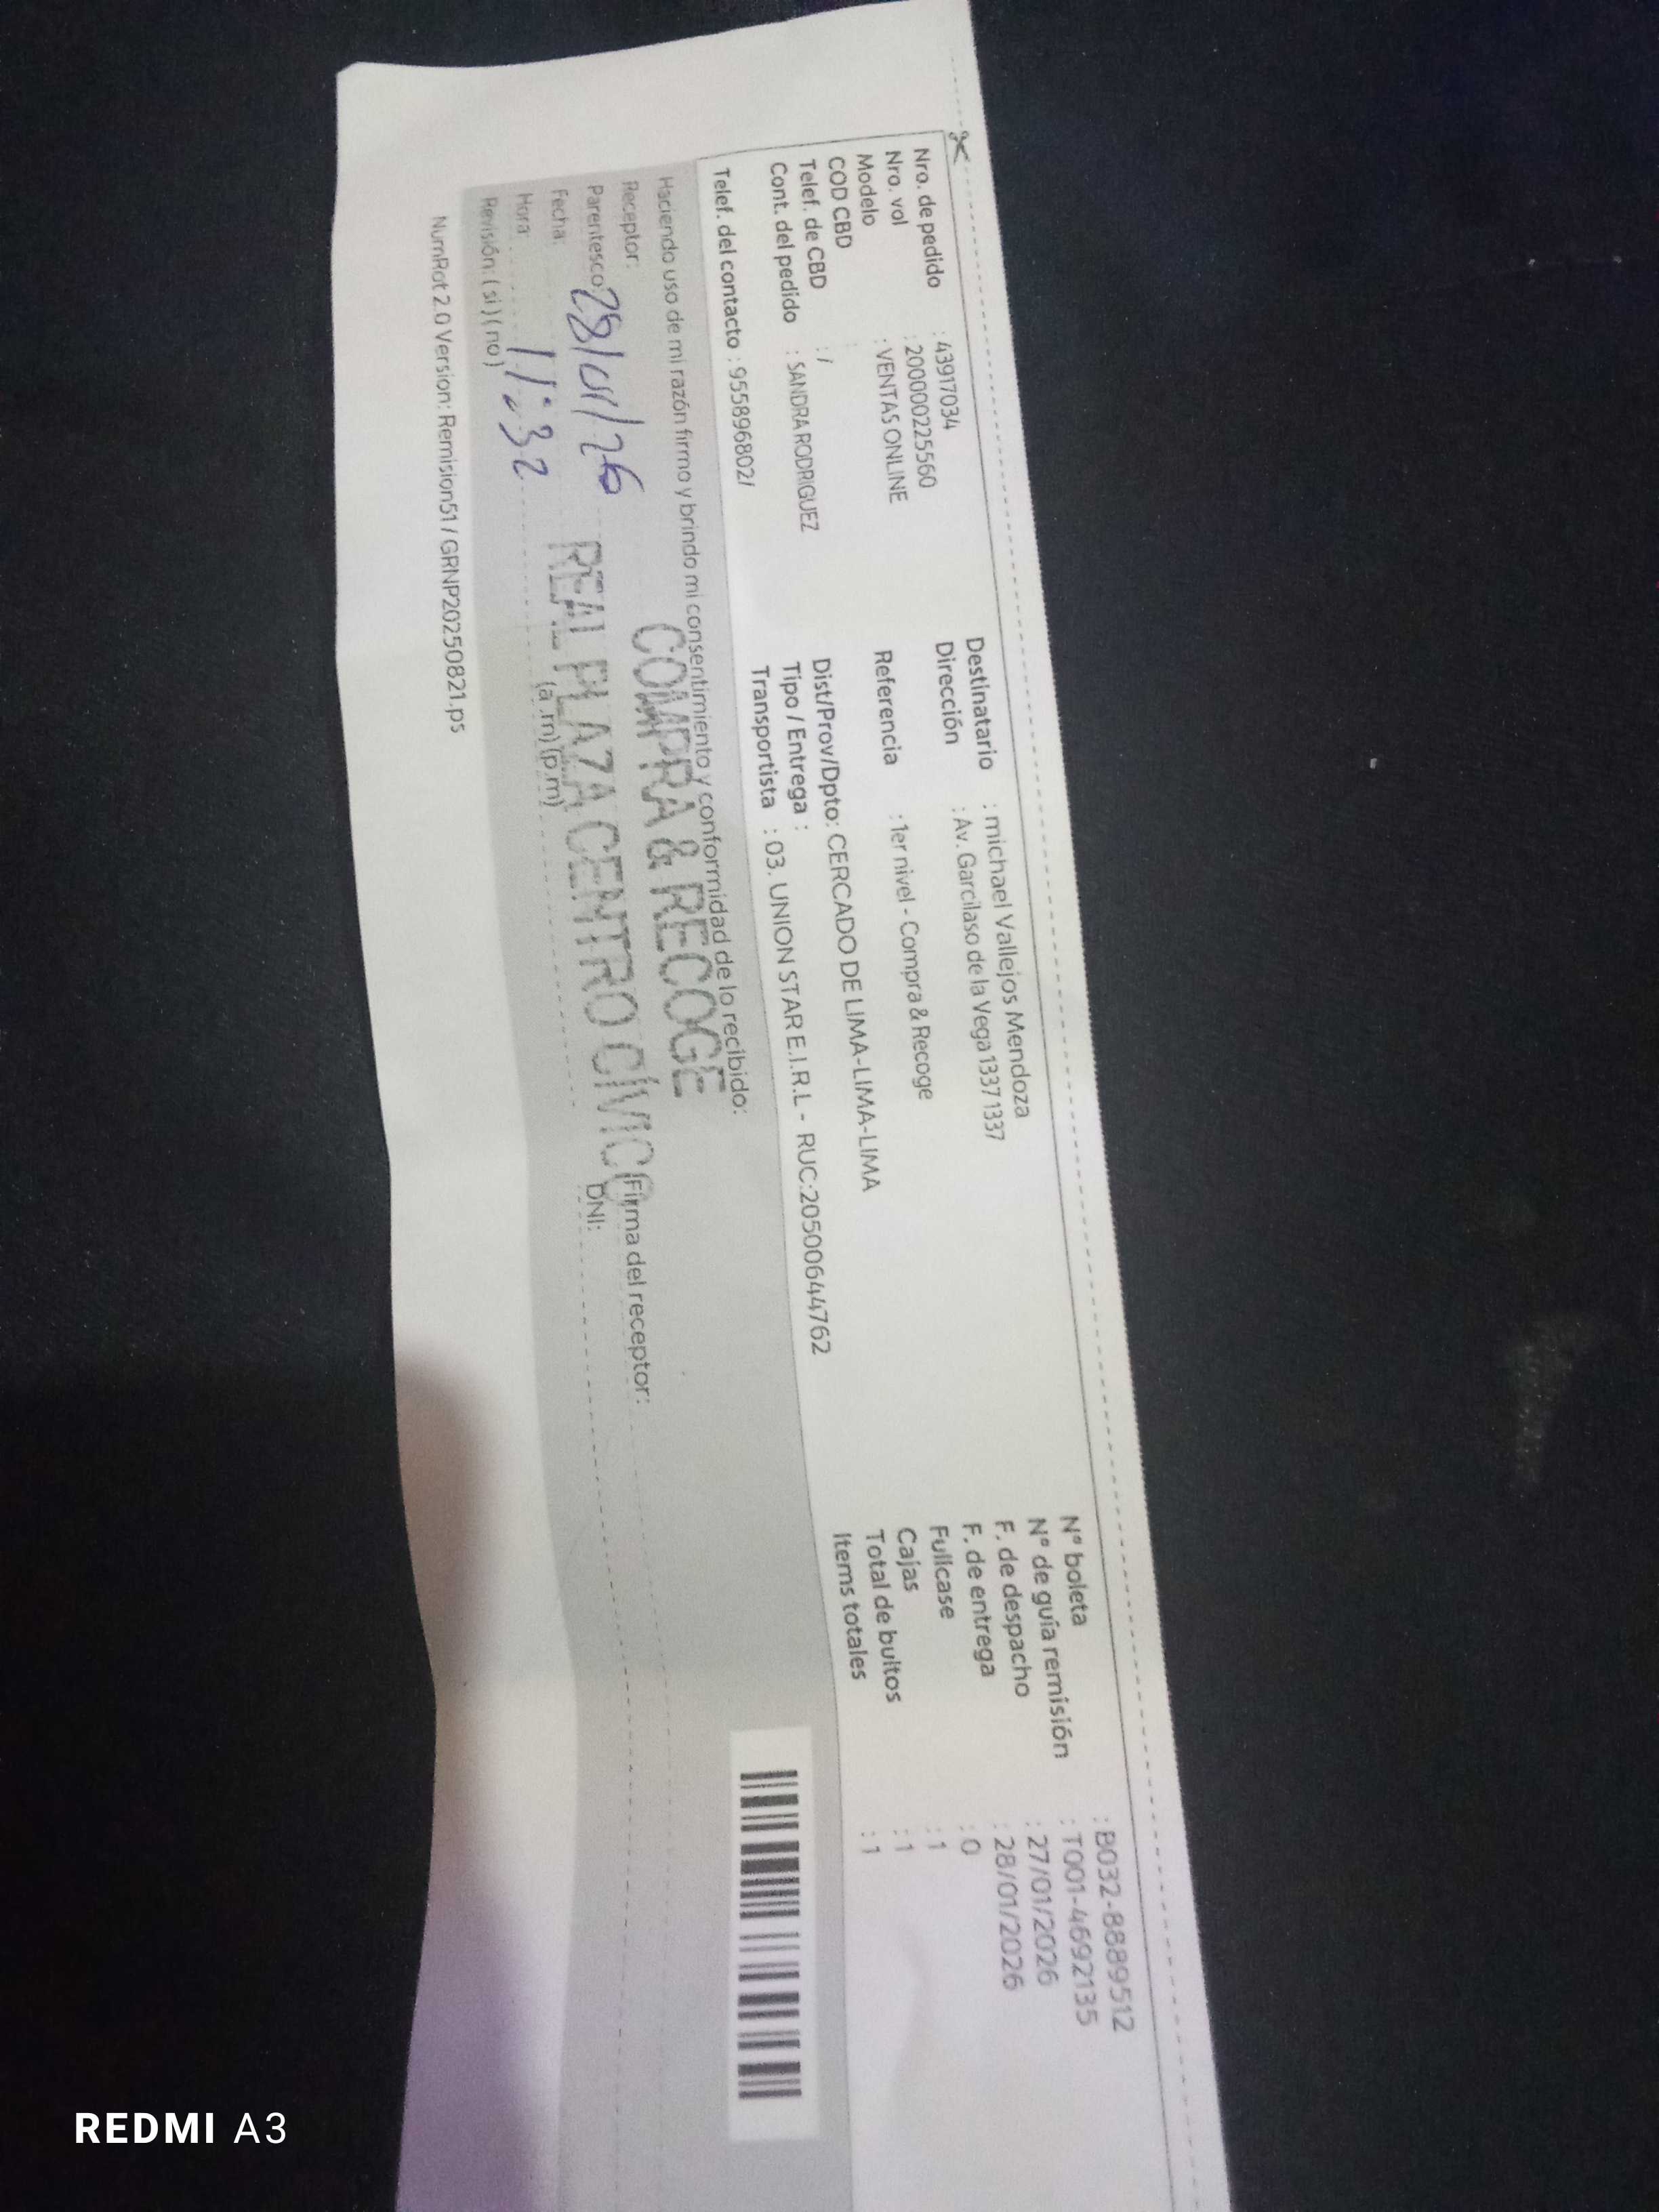 Nro. de pedido : 43917034
Nro. vol : 200000225560
Modelo : VENTAS ONLINE
COD CBD :
Telef. de CBD : /
Cont. del pedido : SANDRA RODRIGUEZ
Telef. del contacto : 955896802/
Destinatario : michael Vallejos Mendoza
Dirección : Av. Garcilaso de la Vega 1337 1337
Referencia : 1er nivel - Compra & Recoge
Dist/Prov/Dpto: CERCADO DE LIMA-LIMA-LIMA
Tipo / Entrega :
Transportista : 03. UNION STAR E.I.R.L - RUC:20500644762
N° boleta : B032-8889512
N° de guía remisión : T001-4692135
F. de despacho : 27/01/2026
F. de entrega : 28/01/2026
Fullcase : 0
Cajas : 1
Total de bultos : 1
Items totales : 1
Haciendo uso de mi razón firmo y brindo mi consentimiento y conformidad de lo recibido:
Receptor:
Parentesco:
Fecha: 28/01/26
Hora: 11:32 (a.m) (p.m)
Revisión: ( si ) ( no )
COMPRA & RECOGE
REAL PLAZA CENTRO CIVICO
Firma del receptor:
DNI:
NumRot 2.0 Version: Remision51 / GRNP20250821.ps
REDMI A3